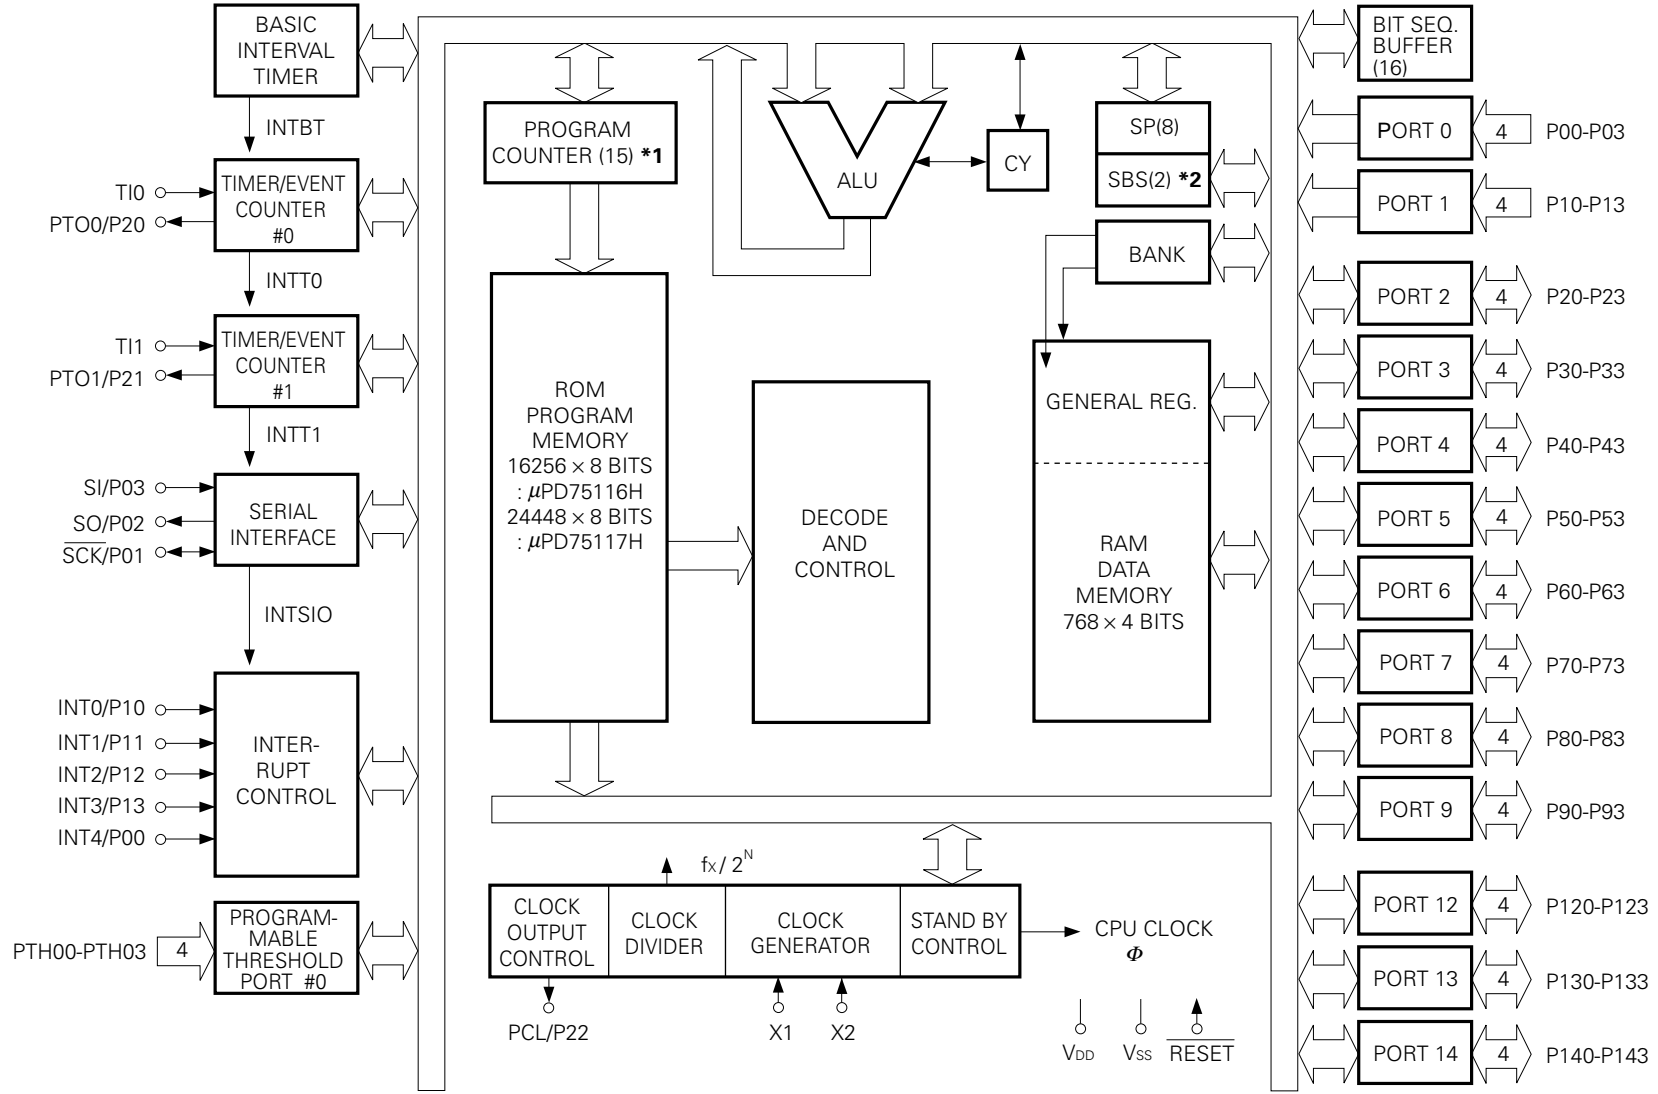 BASIC
INTERVAL
TIMER
INTBT
TI0
PTO0/P20
TIMER/EVENT
COUNTER
#0
INTT0
TI1
PTO1/P21
TIMER/EVENT
COUNTER
#1
INTT1
SI/P03
SO/P02
SCK/P01
SERIAL
INTERFACE
INTSIO
INT0/P10
INT1/P11
INT2/P12
INT3/P13
INT4/P00
INTER-
RUPT
CONTROL
PTH00-PTH03
4
PROGRAM-
MABLE
THRESHOLD
PORT #0
PROGRAM
COUNTER (15) *1
ALU
CY
SP(8)
SBS(2) *2
BANK
ROM
PROGRAM
MEMORY
16256 × 8 BITS
: μPD75116H
24448 × 8 BITS
: μPD75117H
DECODE
AND
CONTROL
GENERAL REG.
RAM
DATA
MEMORY
768 × 4 BITS
fX / 2^N
CLOCK
OUTPUT
CONTROL
CLOCK
DIVIDER
CLOCK
GENERATOR
STAND BY
CONTROL
CPU CLOCK
Φ
PCL/P22
X1
X2
VDD
VSS
RESET
BIT SEQ.
BUFFER
(16)
PORT 0
4
P00-P03
PORT 1
4
P10-P13
PORT 2
4
P20-P23
PORT 3
4
P30-P33
PORT 4
4
P40-P43
PORT 5
4
P50-P53
PORT 6
4
P60-P63
PORT 7
4
P70-P73
PORT 8
4
P80-P83
PORT 9
4
P90-P93
PORT 12
4
P120-P123
PORT 13
4
P130-P133
PORT 14
4
P140-P143